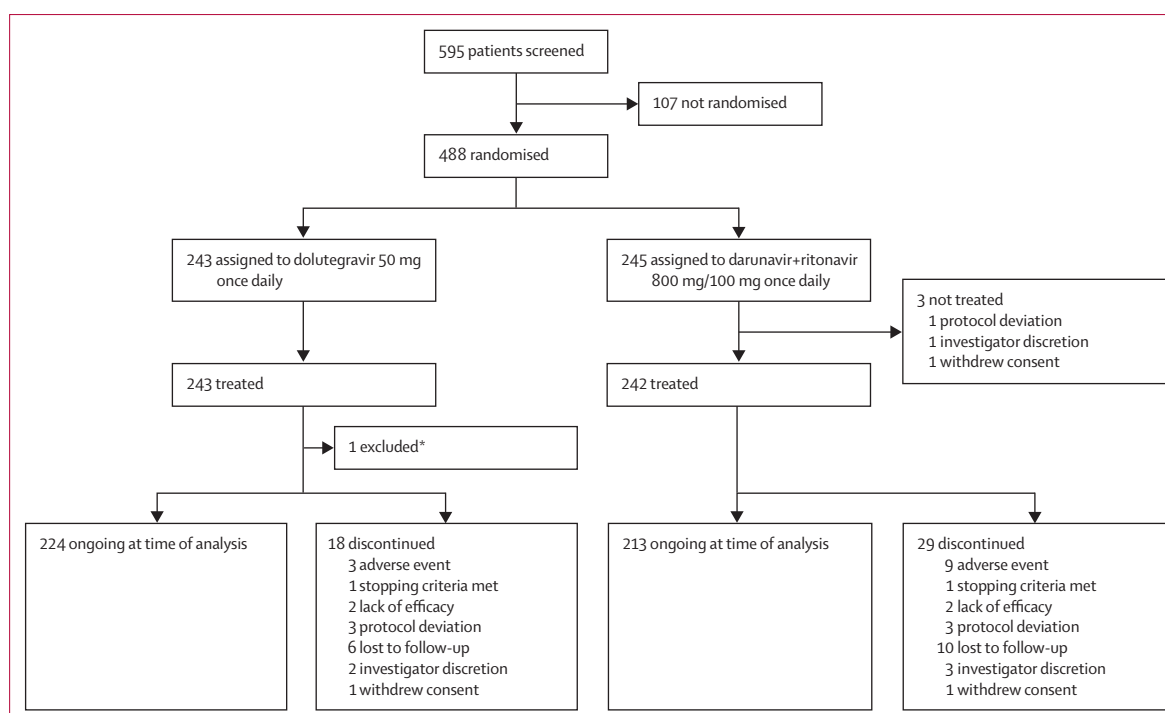 595 patients screened
107 not randomised
488 randomised
243 assigned to dolutegravir 50 mg
once daily
245 assigned to darunavir+ritonavir
800 mg/100 mg once daily
3 not treated
1 protocol deviation
1 investigator discretion
1 withdrew consent
243 treated
242 treated
1 excluded*
224 ongoing at time of analysis
18 discontinued
3 adverse event
1 stopping criteria met
2 lack of efficacy
3 protocol deviation
6 lost to follow-up
2 investigator discretion
1 withdrew consent
213 ongoing at time of analysis
29 discontinued
9 adverse event
1 stopping criteria met
2 lack of efficacy
3 protocol deviation
10 lost to follow-up
3 investigator discretion
1 withdrew consent